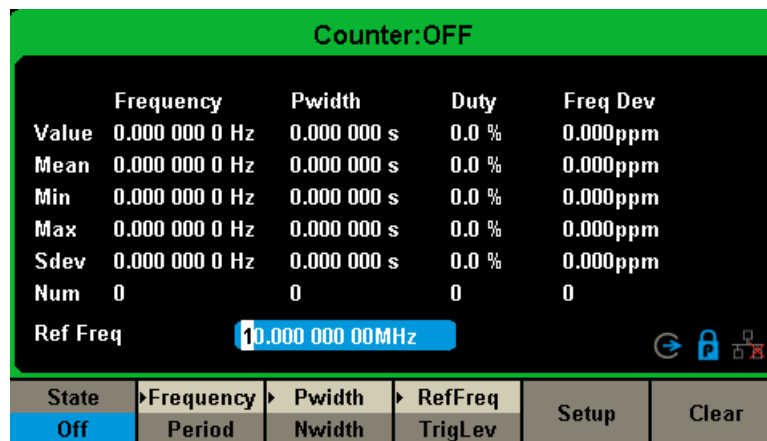 Counter:OFF
Frequency Pwidth Duty Freq Dev
Value 0.000 000 0 Hz 0.000 000 s 0.0 % 0.000ppm
Mean 0.000 000 0 Hz 0.000 000 s 0.0 % 0.000ppm
Min 0.000 000 0 Hz 0.000 000 s 0.0 % 0.000ppm
Max 0.000 000 0 Hz 0.000 000 s 0.0 % 0.000ppm
Sdev 0.000 000 0 Hz 0.000 000 s 0.0 % 0.000ppm
Num 0 0 0 0
Ref Freq 10.000 000 00MHz P
State Frequency Pwidth RefFreq Setup Clear
Off Period Nwidth TrigLev